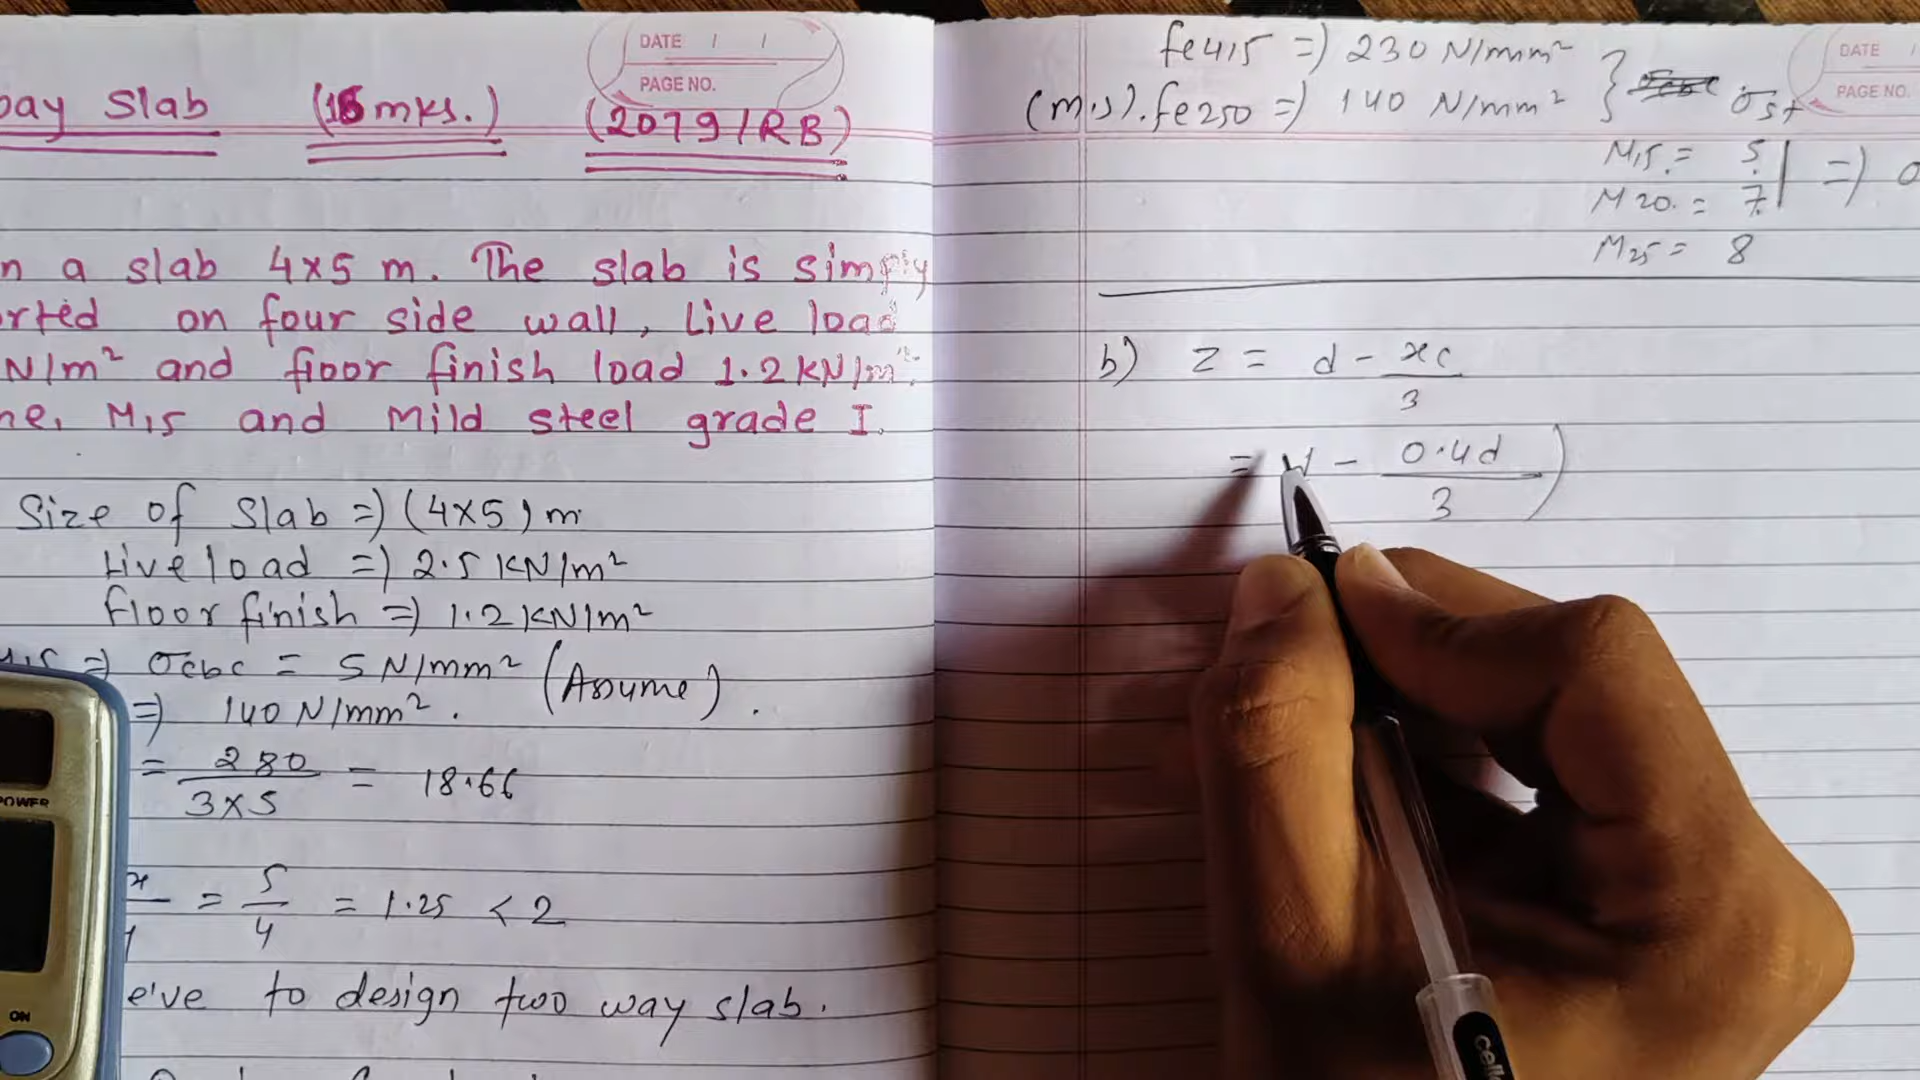 DATE / /
PAGE NO.
Slab (15 mks.) (2079/RB)
a slab 4x5 m. The slab is simply
on four side wall, Live load
N/m² and floor finish load 1.2 KN/m².
M15 and Mild steel grade I.
Size of slab => (4x5) m
Live load => 2.5 KN/m²
Floor finish => 1.2 KN/m²
=> σcbc = 5 N/mm² (Assume)
=> 140 N/mm².
= 280 / 3x5 = 18.66
= 5/4 = 1.25 < 2
to design two way slab.
POWER
ON
DATE /
PAGE NO.
fe415 => 230 N/mm²
(m.s). fe250 => 140 N/mm² } σst
M15 = 5
M20. = 7 =>
M25 = 8
b) z = d - xc/3
= d - 0.4d/3)
cello